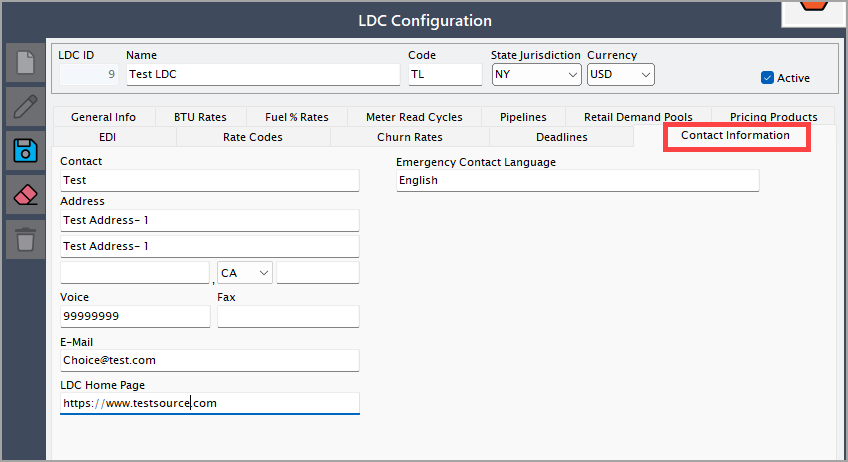 LDC Configuration
LDC ID Name Code State Jurisdiction Currency
9 Test LDC TL NY USD Active
General Info BTU Rates Fuel % Rates Meter Read Cycles Pipelines Retail Demand Pools Pricing Products
EDI Rate Codes Churn Rates Deadlines Contact Information
Contact Emergency Contact Language
Test English
Address
Test Address- 1
Test Address- 1
, CA
Voice Fax
99999999
E-Mail
Choice@test.com
LDC Home Page
https://www.testsource.com